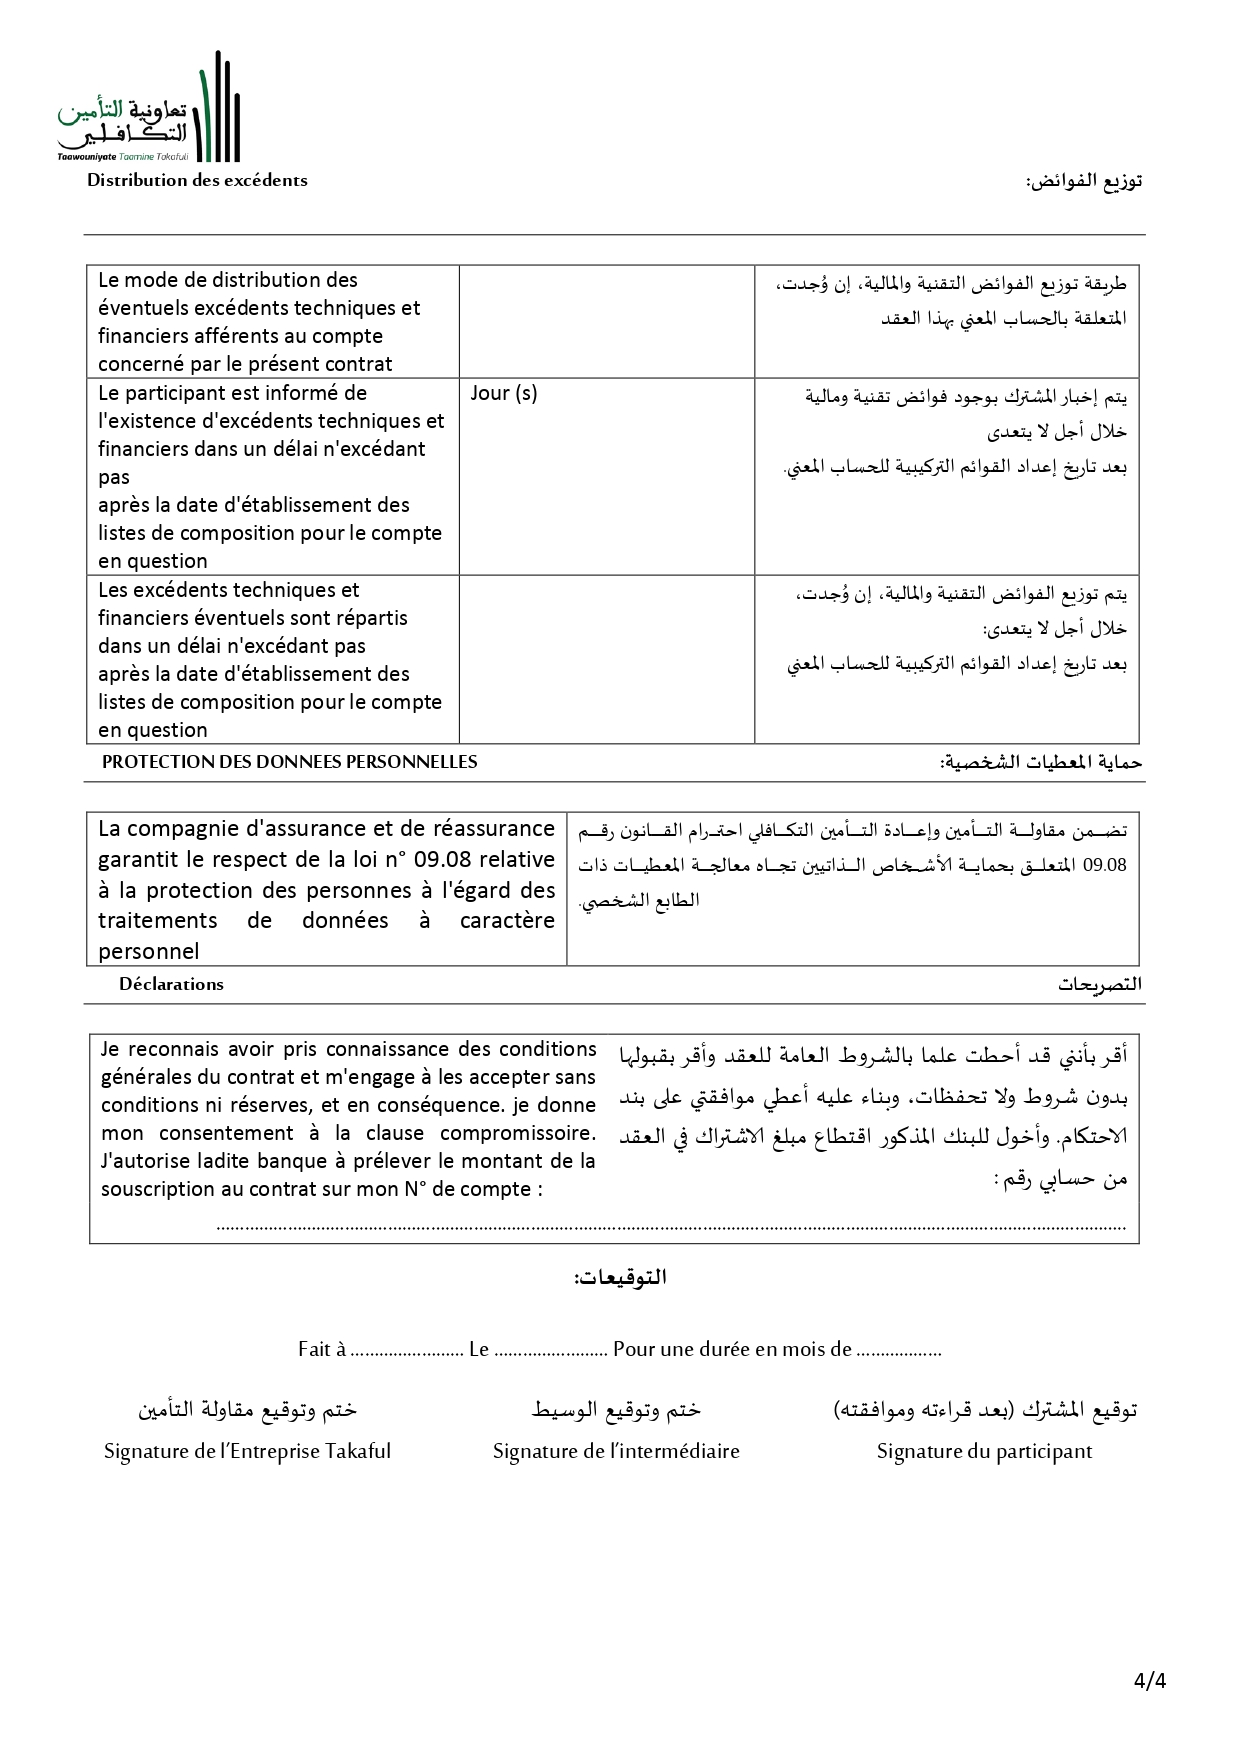 تعاونية التأمين
التكافلي
Taawouniyate Taamine Takafuli
Distribution des excédents
توزيع الفوائض:
Le mode de distribution des
éventuels excédents techniques et
financiers afférents au compte
concerné par le présent contrat
طريقة توزيع الفوائض التقنية والمالية، إن وُجدت،
المتعلقة بالحساب المعني بهذا العقد
Le participant est informé de
l'existence d'excédents techniques et
financiers dans un délai n'excédant
pas
après la date d'établissement des
listes de composition pour le compte
en question
Jour (s)
يتم إخبار المشترك بوجود فوائض تقنية ومالية
خلال أجل لا يتعدى
بعد تاريخ إعداد القوائم التركيبية للحساب المعني.
Les excédents techniques et
financiers éventuels sont répartis
dans un délai n'excédant pas
après la date d'établissement des
listes de composition pour le compte
en question
يتم توزيع الفوائض التقنية والمالية، إن وُجدت،
خلال أجل لا يتعدى:
بعد تاريخ إعداد القوائم التركيبية للحساب المعني
PROTECTION DES DONNEES PERSONNELLES
حماية المعطيات الشخصية:
La compagnie d'assurance et de réassurance
garantit le respect de la loi n° 09.08 relative
à la protection des personnes à l'égard des
traitements de données à caractère
personnel
تضمن مقاولة التأمين وإعادة التأمين التكافلي احترام القانون رقم
09.08 المتعلق بحماية الأشخاص الذاتيين تجاه معالجة المعطيات ذات
الطابع الشخصي.
Déclarations
التصريحات
Je reconnais avoir pris connaissance des conditions
générales du contrat et m'engage à les accepter sans
conditions ni réserves, et en conséquence. je donne
mon consentement à la clause compromissoire.
J'autorise ladite banque à prélever le montant de la
souscription au contrat sur mon N° de compte :
أقر بأنني قد أحطت علما بالشروط العامة للعقد وأقر بقبولها
بدون شروط ولا تحفظات، وبناء عليه أعطي موافقتي على بند
الاحتكام. وأخول للبنك المذكور اقتطاع مبلغ الاشتراك في العقد
من حسابي رقم :
................................................................................................................................................
التوقيعات:
Fait à ....................... Le ....................... Pour une durée en mois de .................
ختم وتوقيع مقاولة التأمين
Signature de l’Entreprise Takaful
ختم وتوقيع الوسيط
Signature de l’intermédiaire
توقيع المشترك (بعد قراءته وموافقته)
Signature du participant
4/4